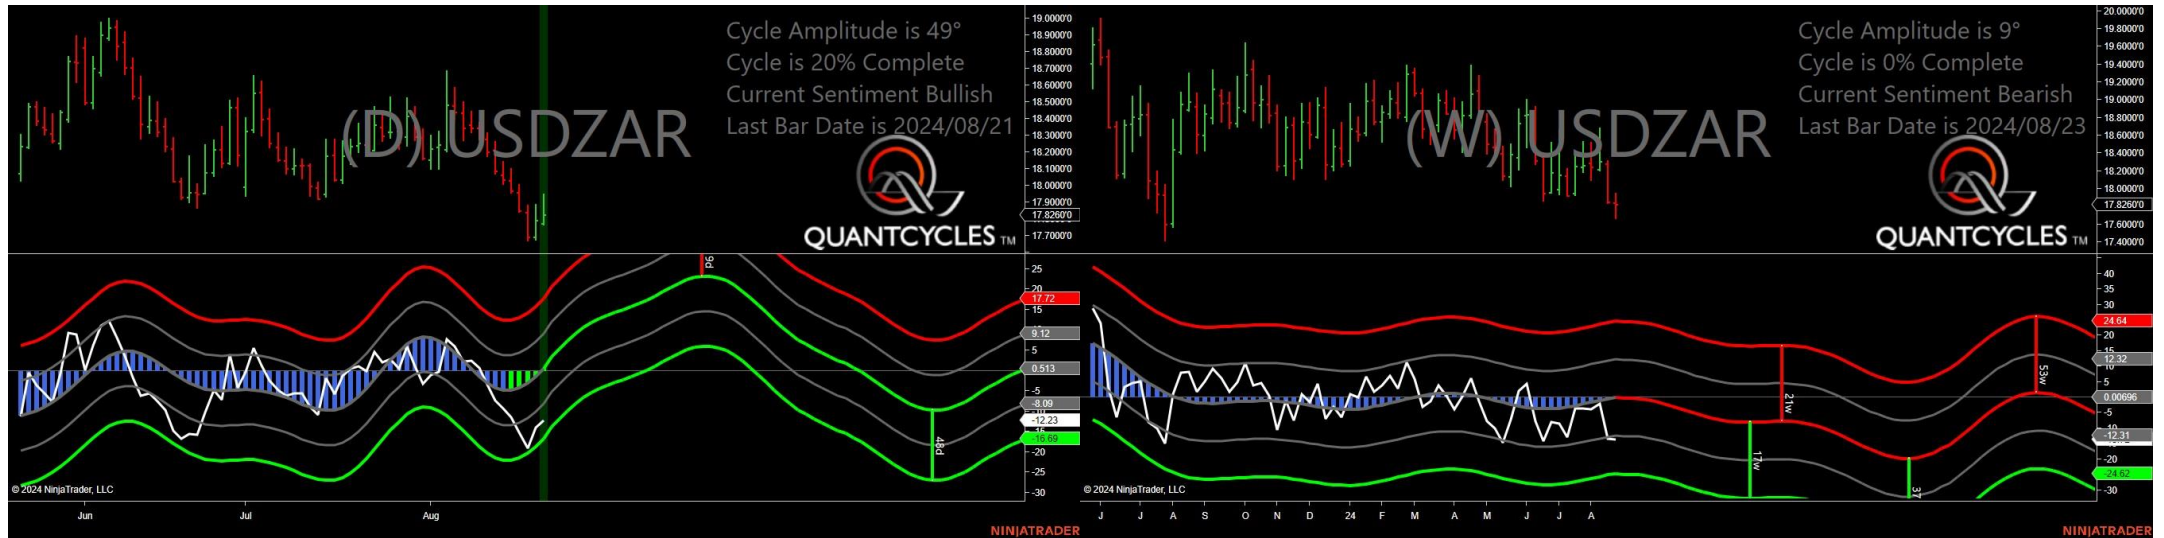 Cycle Amplitude is 49°
Cycle is 20% Complete
Current Sentiment Bullish
Last Bar Date is 2024/08/21
(D) USDZAR
QUANTCYCLES TM
19.0000'0
18.9000'0
18.8000'0
18.7000'0
18.6000'0
18.5000'0
18.4000'0
18.3000'0
18.2000'0
18.1000'0
18.0000'0
17.9000'0
17.8260'0
17.7000'0
9d
48d
25
20
17.72
15
9.12
5
0.513
-5
-8.09
-12.23
-16.69
-20
-25
-30
© 2024 NinjaTrader, LLC
Jun
Jul
Aug
NINJATRADER
Cycle Amplitude is 9°
Cycle is 0% Complete
Current Sentiment Bearish
Last Bar Date is 2024/08/23
(W) USDZAR
QUANTCYCLES TM
20.0000'0
19.8000'0
19.6000'0
19.4000'0
19.2000'0
19.0000'0
18.8000'0
18.6000'0
18.4000'0
18.2000'0
18.0000'0
17.8260'0
17.6000'0
17.4000'0
21w
17w
37
53w
40
35
30
24.64
20
15
12.32
10
5
0.00696
-5
-12.31
-20
-24.62
-30
© 2024 NinjaTrader, LLC
J J A S O N D 24 F M A M J J A
NINJATRADER